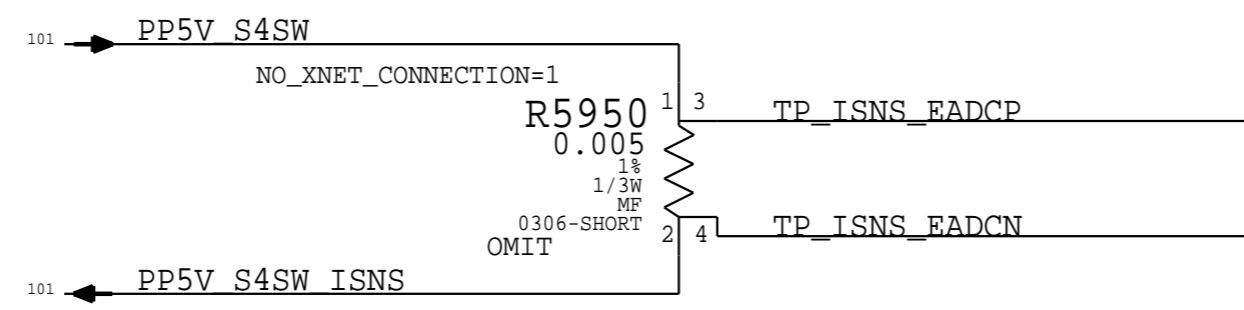 101 PP5V_S4SW
NO_XNET_CONNECTION=1
R5950 1 3 TP_ISNS_EADCP
0.005
1%
1/3W
MF
0306-SHORT 2 4 TP_ISNS_EADCN
OMIT
101 PP5V_S4SW_ISNS